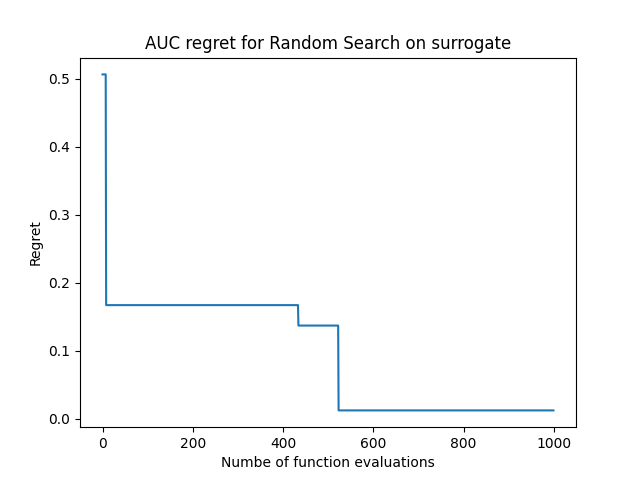 AUC regret for Random Search on surrogate
0.5
0.4
0.3
0.2
0.1
0.0
Regret
0 200 400 600 800 1000
Numbe of function evaluations